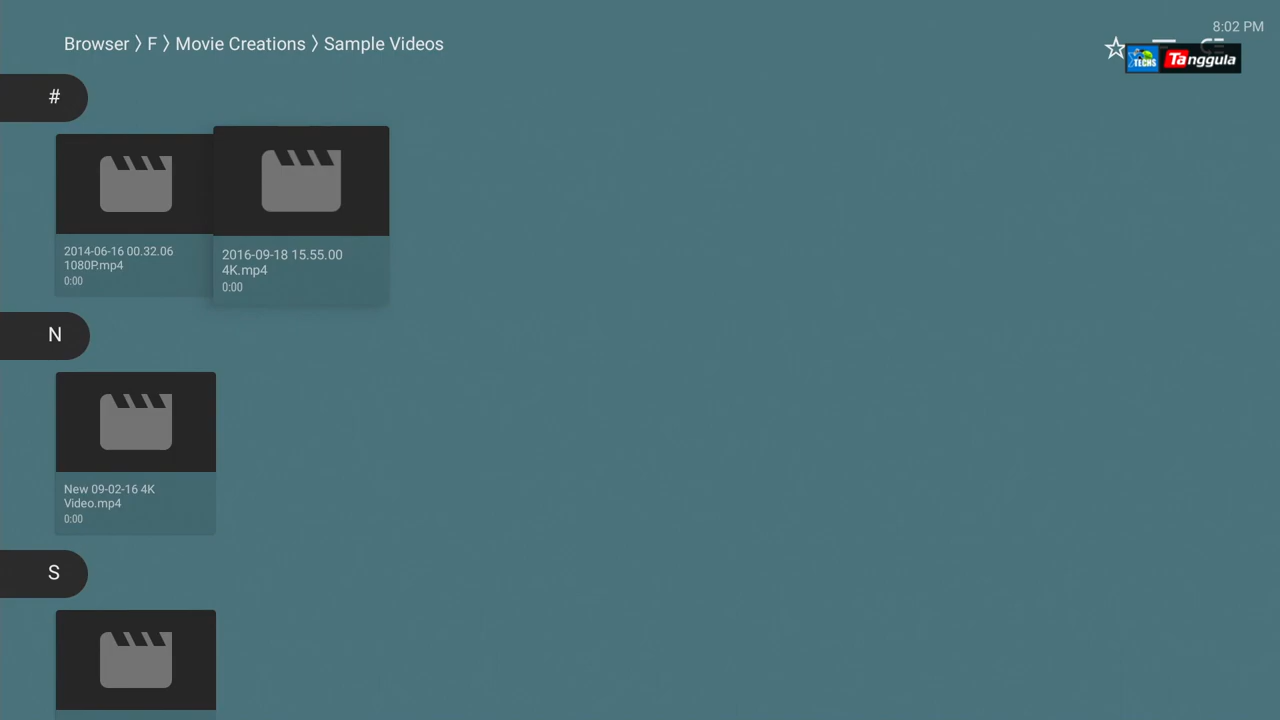 8:02 PM
Browser > F > Movie Creations > Sample Videos
TECHS Tanggula
#
2014-06-16 00.32.06
1080P.mp4
0:00
2016-09-18 15.55.00
4K.mp4
0:00
N
New 09-02-16 4K
Video.mp4
0:00
S